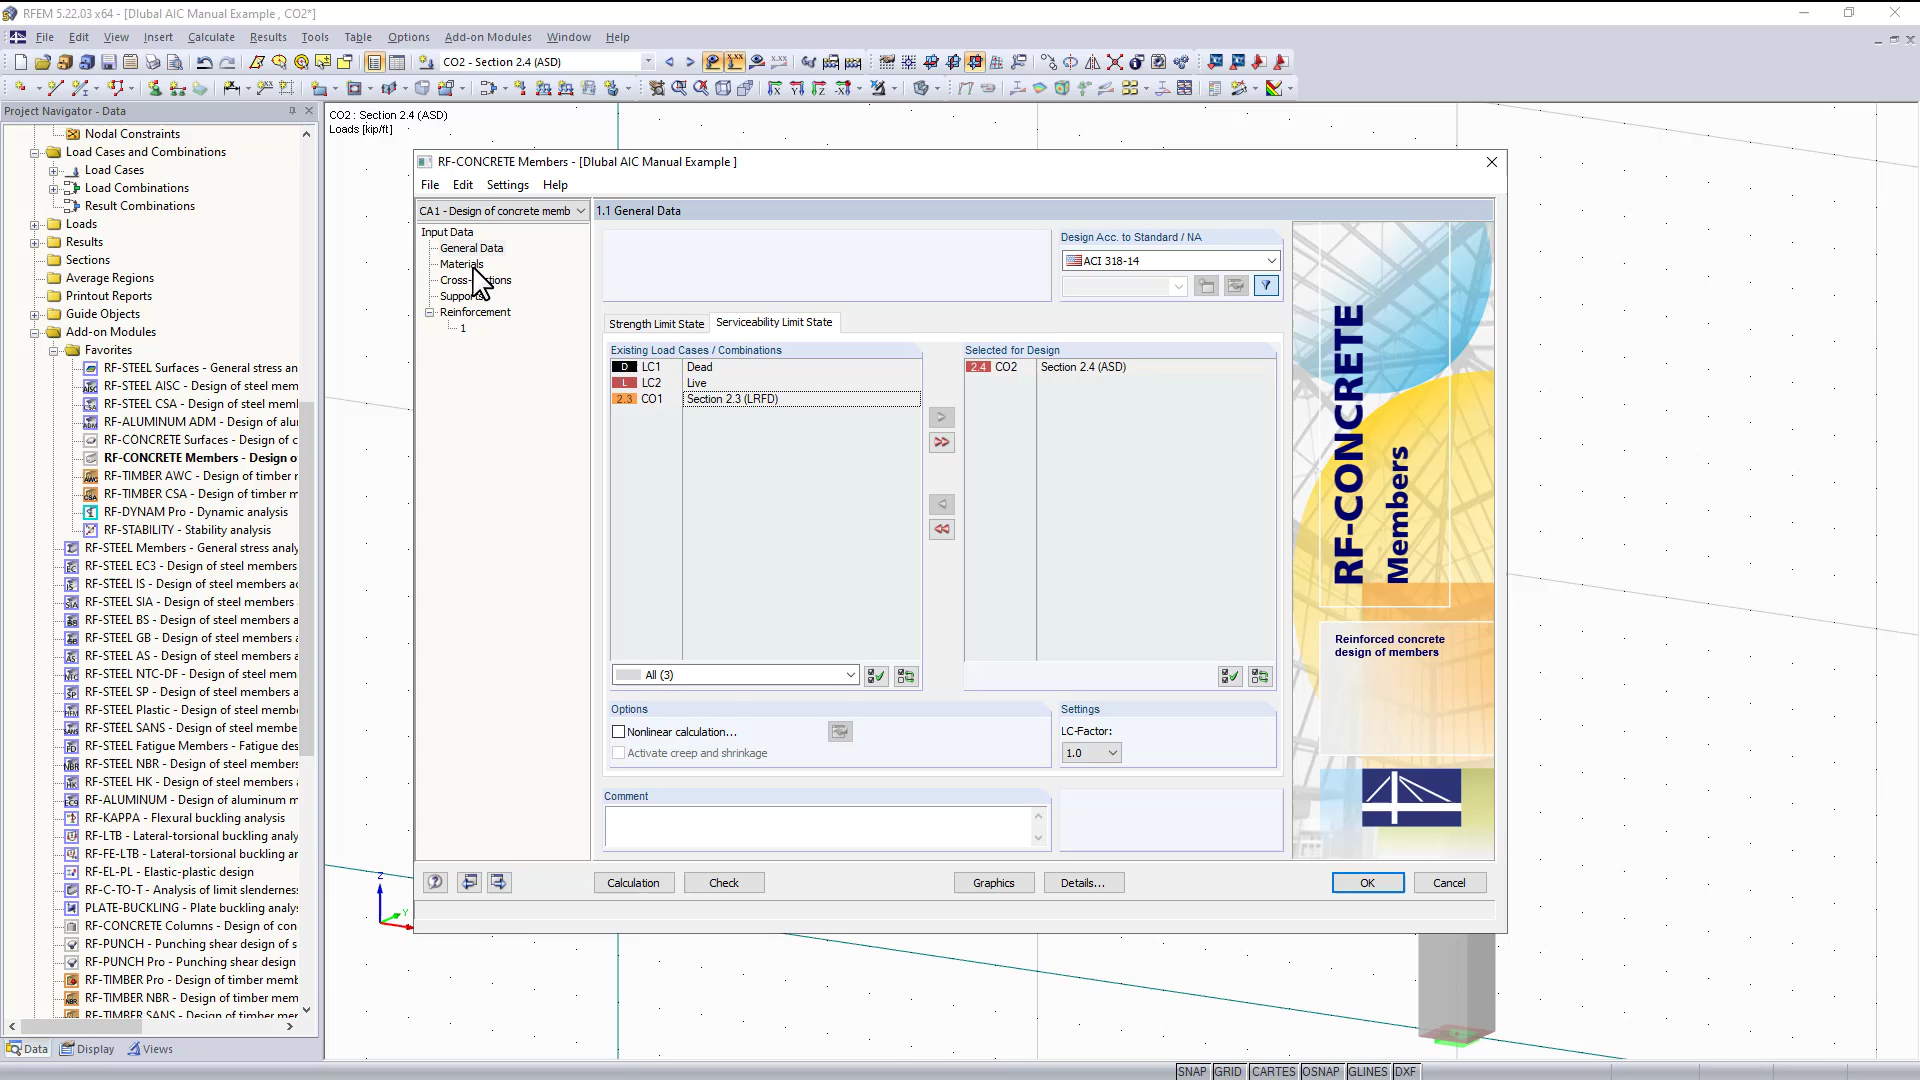 RFEM 5.22.03 x64 - [Dlubal AIC Manual Example , CO2*]
File Edit View Insert Calculate Results Tools Table Options Add-on Modules Window Help
CO2 - Section 2.4 (ASD)
Project Navigator - Data
Nodal Constraints
Load Cases and Combinations
Load Cases
Load Combinations
Result Combinations
Loads
Results
Sections
Average Regions
Printout Reports
Guide Objects
Add-on Modules
Favorites
RF-STEEL Surfaces - General stress an
RF-STEEL AISC - Design of steel mem
RF-STEEL CSA - Design of steel meml
RF-ALUMINUM ADM - Design of alur
RF-CONCRETE Surfaces - Design of c
RF-CONCRETE Members - Design o
RF-TIMBER AWC - Design of timber r
RF-TIMBER CSA - Design of timber m
RF-DYNAM Pro - Dynamic analysis
RF-STABILITY - Stability analysis
RF-STEEL Members - General stress analy
RF-STEEL EC3 - Design of steel members a
RF-STEEL IS - Design of steel members ac
RF-STEEL SIA - Design of steel members
RF-STEEL BS - Design of steel members a
RF-STEEL GB - Design of steel members a
RF-STEEL AS - Design of steel members a
RF-STEEL NTC-DF - Design of steel memb
RF-STEEL SP - Design of steel members a
RF-STEEL Plastic - Design of steel memb
RF-STEEL SANS - Design of steel membe
RF-STEEL Fatigue Members - Fatigue des
RF-STEEL NBR - Design of steel members
RF-STEEL HK - Design of steel members a
RF-ALUMINUM - Design of aluminum m
RF-KAPPA - Flexural buckling analysis
RF-LTB - Lateral-torsional buckling analy
RF-FE-LTB - Lateral-torsional buckling ar
RF-EL-PL - Elastic-plastic design
RF-C-TO-T - Analysis of limit slenderness
PLATE-BUCKLING - Plate buckling analys
RF-CONCRETE Columns - Design of con
RF-PUNCH - Punching shear design of s
RF-PUNCH Pro - Punching shear design
RF-TIMBER Pro - Design of timber memb
RF-TIMBER NBR - Design of timber mem
RF-TIMBER SANS - Design of timber mer
Data Display Views
CO2 : Section 2.4 (ASD)
Loads [kip/ft]
RF-CONCRETE Members - [Dlubal AIC Manual Example ]
File Edit Settings Help
CA1 - Design of concrete memb
1.1 General Data
Input Data
General Data
Materials
Supports
Reinforcement
1
Design Acc. to Standard / NA
ACI 318-14
Strength Limit State
Serviceability Limit State
Existing Load Cases / Combinations
D LC1 Dead
L LC2 Live
2.3 CO1 Section 2.3 (LRFD)
All (3)
Selected for Design
2.4 CO2 Section 2.4 (ASD)
Options
Nonlinear calculation...
Activate creep and shrinkage
Settings
LC-Factor:
1.0
Comment
RF-CONCRETE
Members
Reinforced concrete
design of members
Calculation Check Graphics Details... OK Cancel
Z
Y
SNAP GRID CARTES OSNAP GLINES DXF